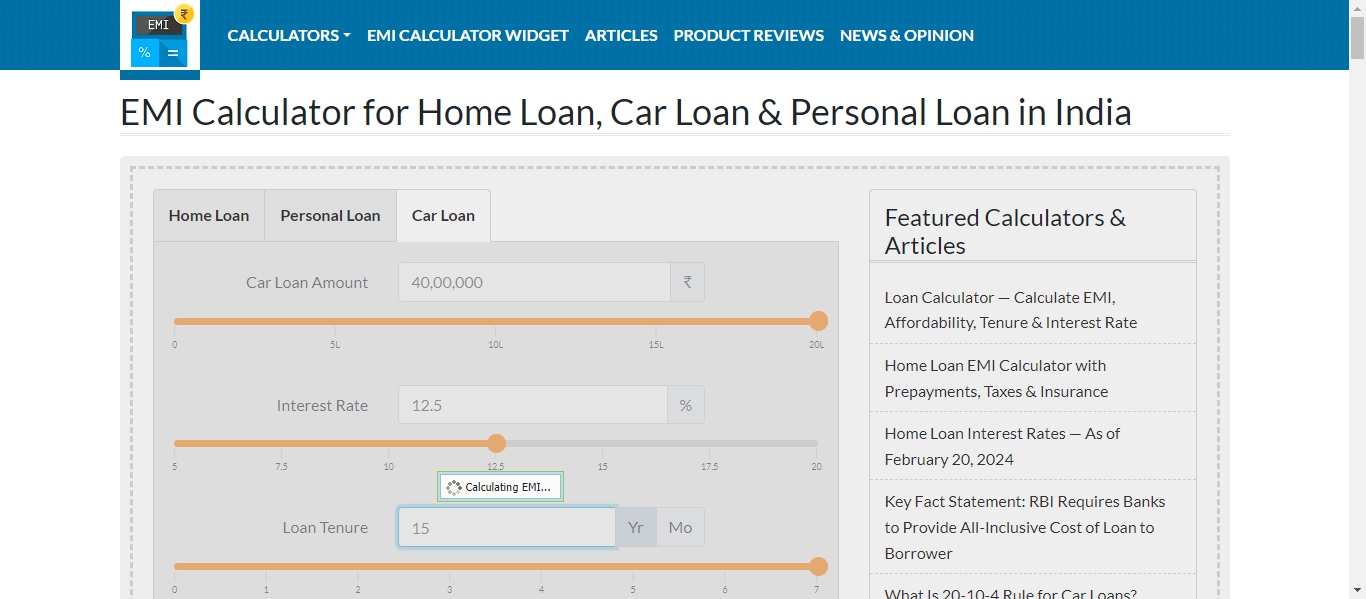 EMI ₹
% =
CALCULATORS EMI CALCULATOR WIDGET ARTICLES PRODUCT REVIEWS NEWS & OPINION
EMI Calculator for Home Loan, Car Loan & Personal Loan in India
Home Loan Personal Loan Car Loan
Car Loan Amount 40,00,000 ₹
0 5L 10L 15L 20L
Interest Rate 12.5 %
5 7.5 10 12.5 15 17.5 20
Calculating EMI...
Loan Tenure 15 Yr Mo
0 1 2 3 4 5 6 7
Featured Calculators &
Articles
Loan Calculator — Calculate EMI,
Affordability, Tenure & Interest Rate
Home Loan EMI Calculator with
Prepayments, Taxes & Insurance
Home Loan Interest Rates — As of
February 20, 2024
Key Fact Statement: RBI Requires Banks
to Provide All-Inclusive Cost of Loan to
Borrower
What Is 20-10-4 Rule for Car Loans?